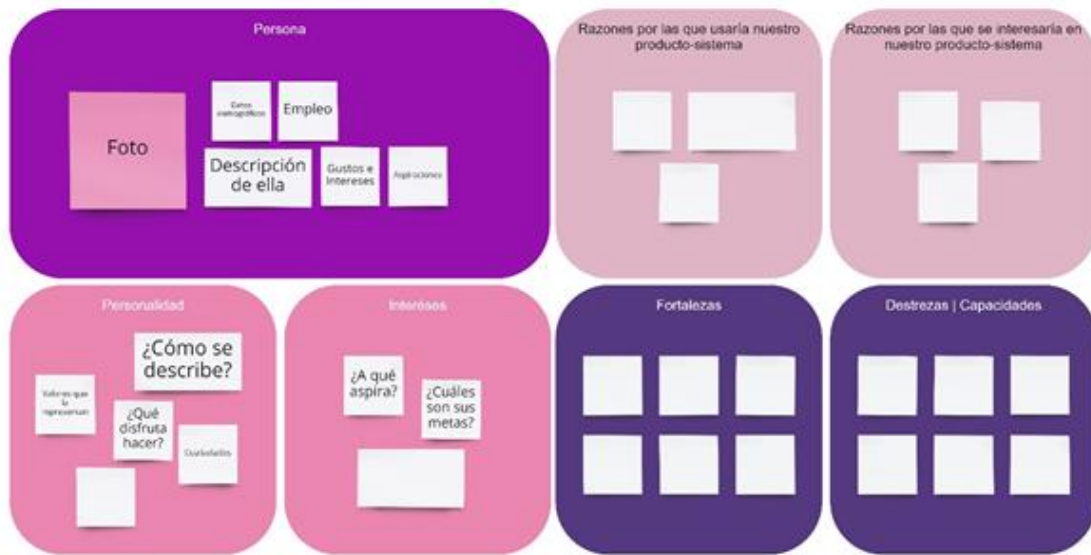 Persona
Foto
Datos
demográficos
Empleo
Descripción
de ella
Gustos e
Intereses
Aspiraciones
Razones por las que usaría nuestro
producto-sistema
Razones por las que se interesaría en
nuestro producto-sistema
Personalidad
¿Cómo se
describe?
Valores que
la
representan
¿Qué
disfruta
hacer?
Cualidades
Interéses
¿A qué
aspira?
¿Cuáles
son sus
metas?
Fortalezas
Destrezas | Capacidades